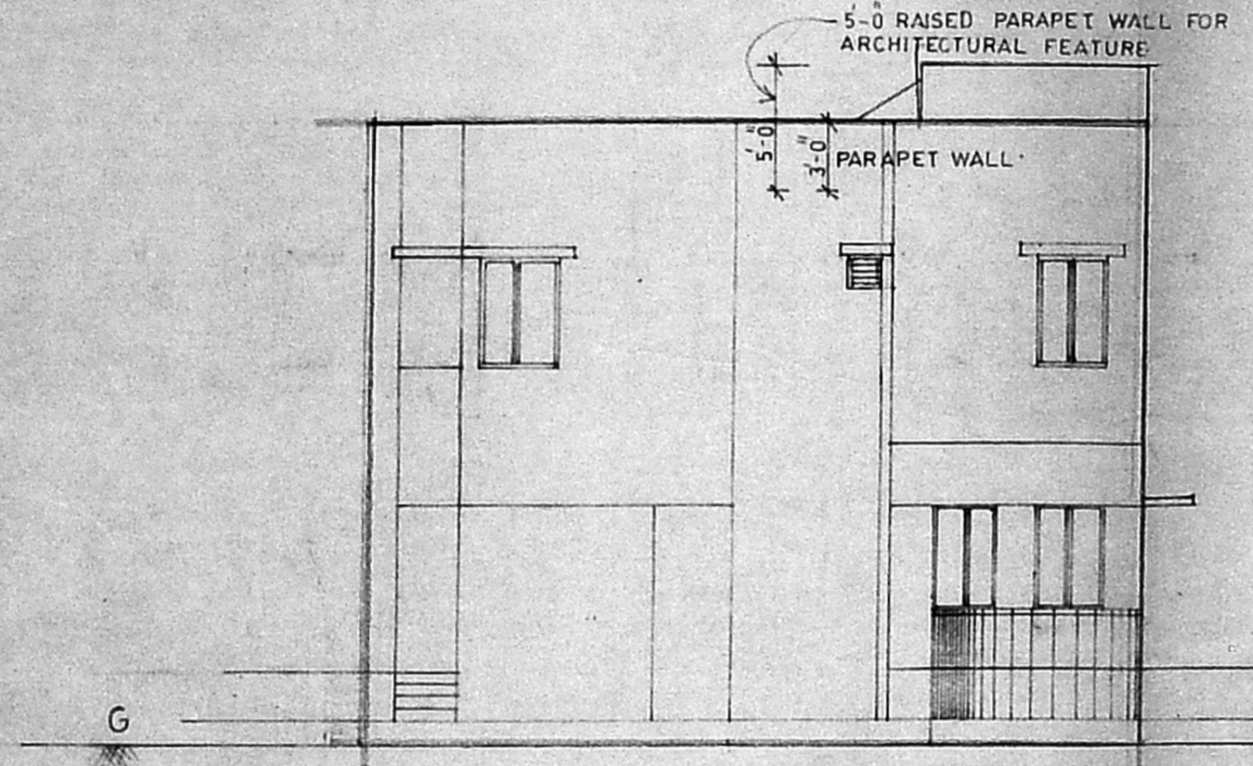 5'-0" RAISED PARAPET WALL FOR
ARCHITECTURAL FEATURE
5'-0"
3'-0"
PARAPET WALL.
G